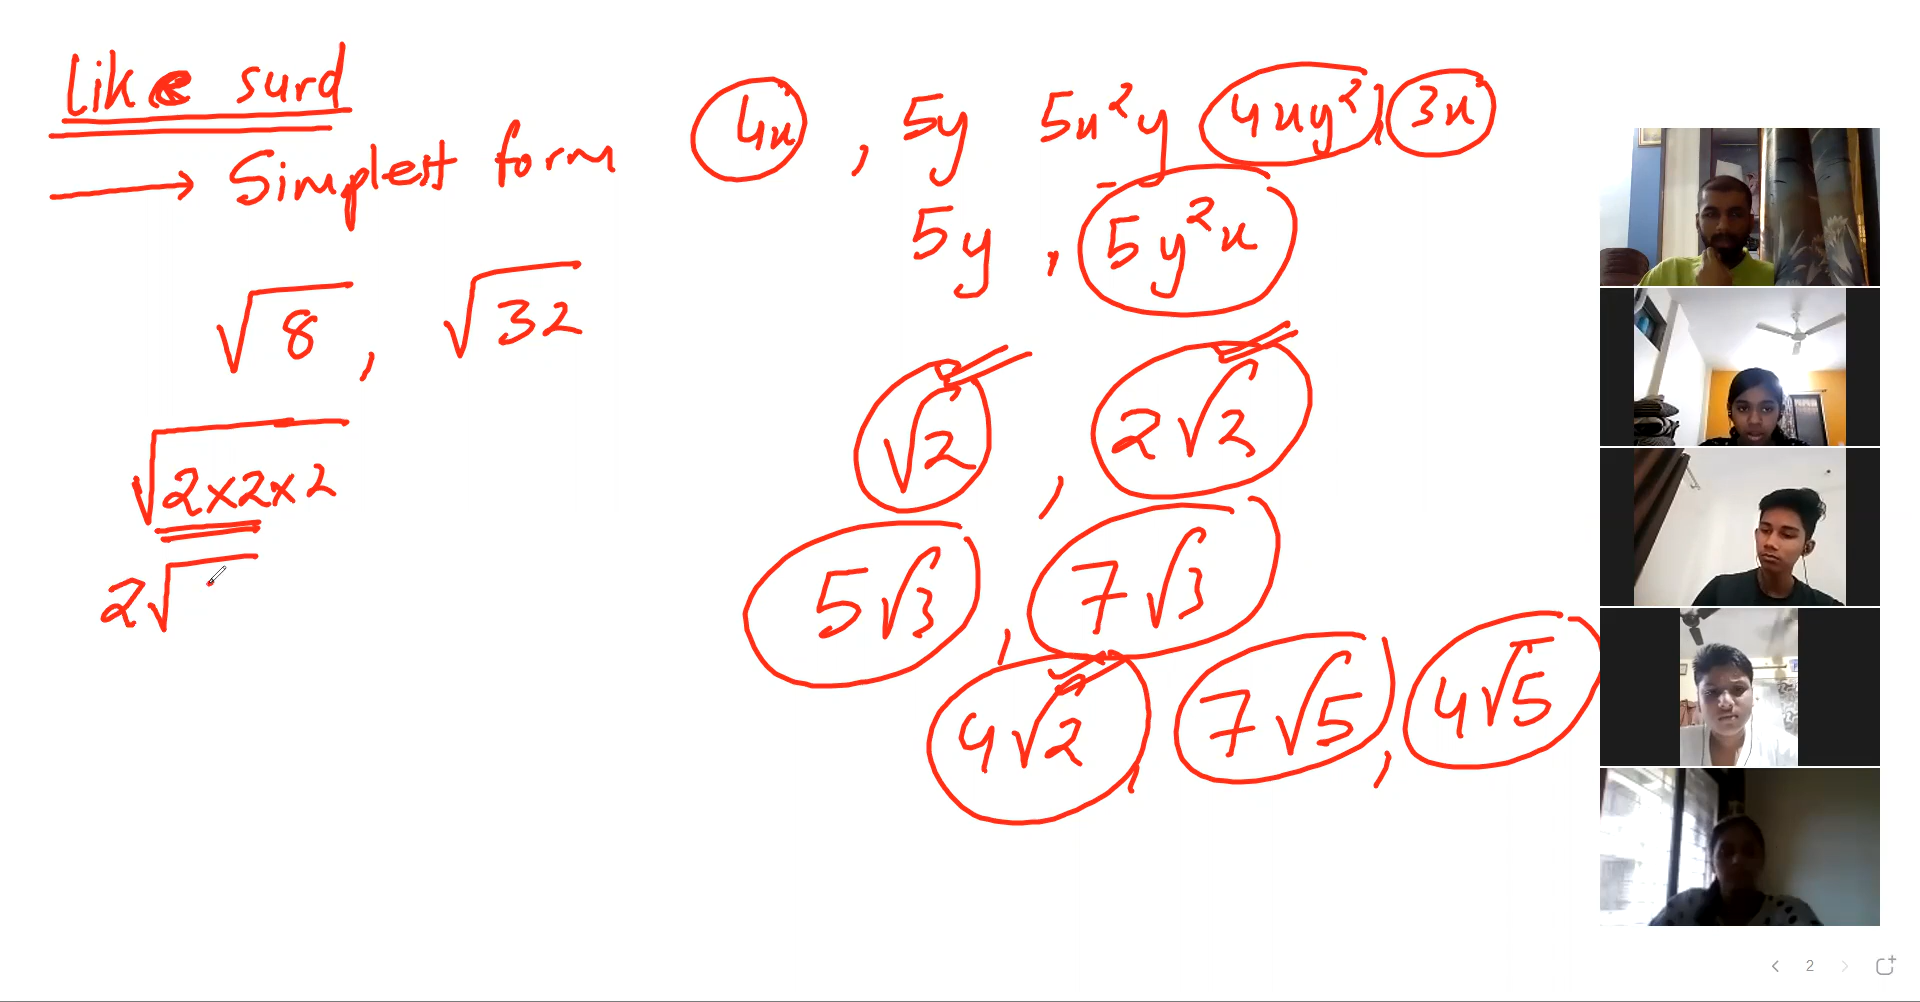 Like surd
→ Simplest form
√8 , √32
√2×2×2
2√
4x , 5y 5x²y 4xy² , 3x
5y , 5y²x
√2 , 2√2
5√3 , 7√3
4√2 , 7√5 , 4√5
2